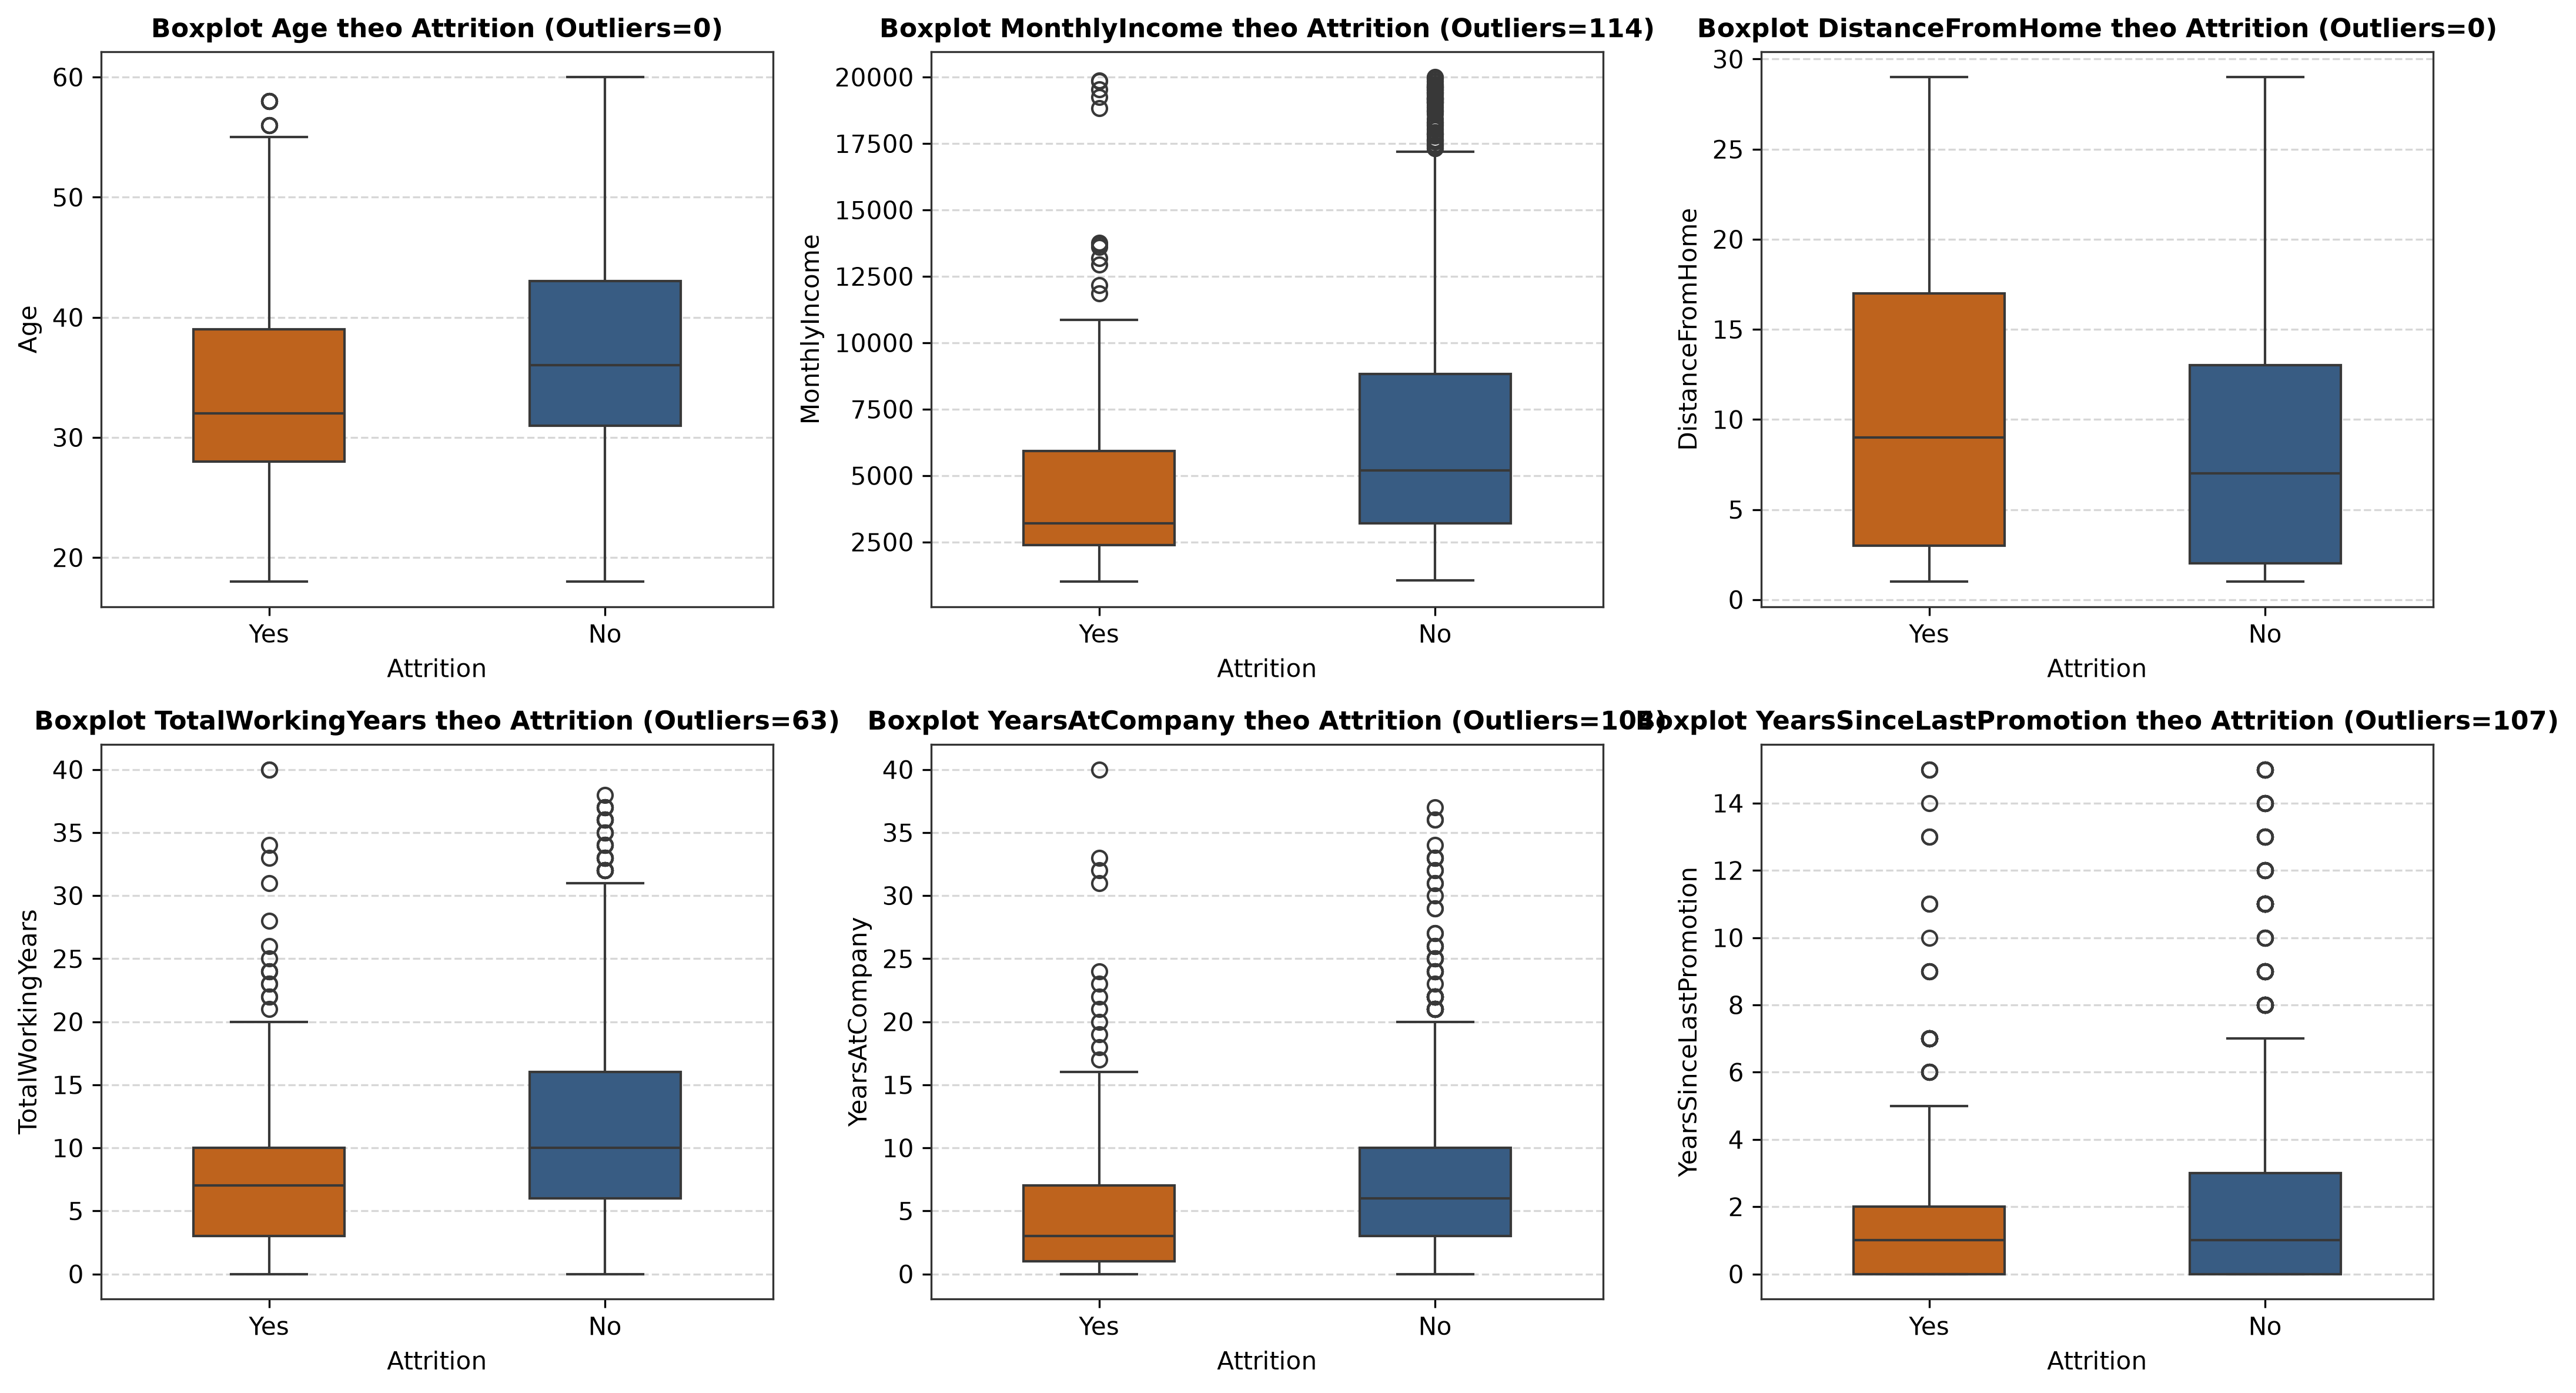 Boxplot Age theo Attrition (Outliers=0)
60
50
40
30
20
Age
Yes
No
Attrition
Boxplot MonthlyIncome theo Attrition (Outliers=114)
20000
17500
15000
12500
10000
7500
5000
2500
MonthlyIncome
Yes
No
Attrition
Boxplot DistanceFromHome theo Attrition (Outliers=0)
30
25
20
15
10
5
0
DistanceFromHome
Yes
No
Attrition
Boxplot TotalWorkingYears theo Attrition (Outliers=63)
40
35
30
25
20
15
10
5
0
TotalWorkingYears
Yes
No
Attrition
Boxplot YearsAtCompany theo Attrition
40
35
30
25
20
15
10
5
0
YearsAtCompany
Yes
No
Attrition
Boxplot YearsSinceLastPromotion theo Attrition (Outliers=107)
14
12
10
8
6
4
2
0
YearsSinceLastPromotion
Yes
No
Attrition